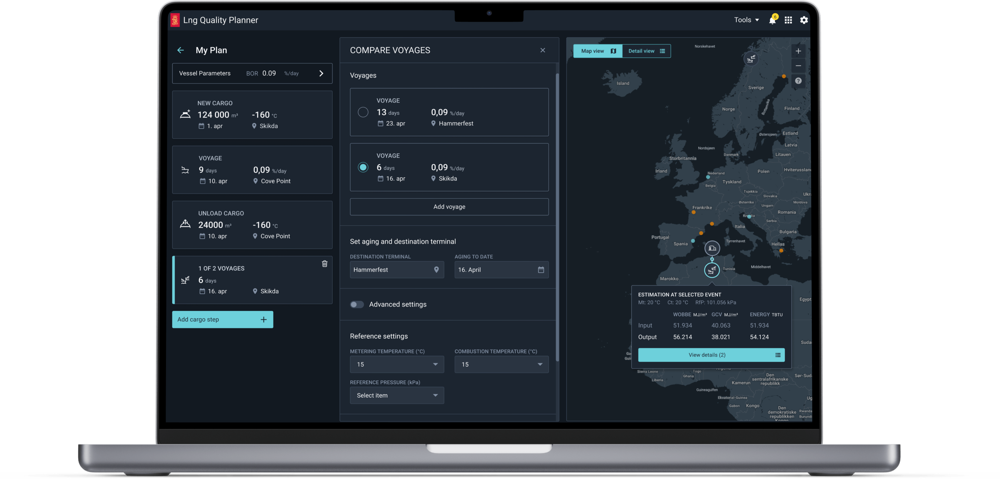 Lng Quality Planner
Tools
6
My Plan
Vessel Parameters BOR 0.09 %/day
NEW CARGO
124 000 m³ -160 °C
1. apr Skikda
VOYAGE
9 days 0,09 %/day
10. apr Cove Point
UNLOAD CARGO
24000 m³ -160 °C
10. apr Cove Point
1 OF 2 VOYAGES
6 days
16. apr Skikda
Add cargo step
COMPARE VOYAGES
Voyages
VOYAGE
13 days 0,09 %/day
23. apr Hammerfest
VOYAGE
6 days 0,09 %/day
16. apr Skikda
Add voyage
Set aging and destination terminal
DESTINATION TERMINAL AGING TO DATE
Hammerfest 16. April
Advanced settings
Reference settings
METERING TEMPERATURE (°C) COMBUSTION TEMPERATURE (°C)
15 15
REFERENCE PRESSURE (kPa)
Select item
Map view Detail view
Norskehavet
Island
Sverige
Norge
Bottenvika
Finland
Østersjøen
Estland
Latvia
Nordsjøen
Danmark
Litauen
Storbritannia
Irland
Nederland
Polen
Hviterussland
Tyskland
Belgia
Tsjekkia
Slovakia
Ukr
Østerrike
Ungarn
Moldova
Frankrike
Romania
Kroatia
Serbia
Italia
Bulgaria
Portugal
Spania
Tyrrenhavet
Hellas
Tunisia
Middelhavet
Marokko
Egypt
ESTIMATION AT SELECTED EVENT
Mt: 20 °C Ct: 20 °C RfP: 101.056 kPa
WOBBE MJ/m³ GCV MJ/m³ ENERGY TBTU
Input 51.934 40.063 51.934
Output 56.214 38.021 54.124
View details (2)
Suda
Ga
Guin
Sierra Leone
Togo
Nigeria
Ghana
Liberia
Den
sentralafrikanske
republikk
Sør-Sud
Kamerun
Guineagulfen
Ekvatorial-Guinea
Ug
Gabon
Kongo
Den
demokratiske
republikken
Kongo
Rwanda
Burundi